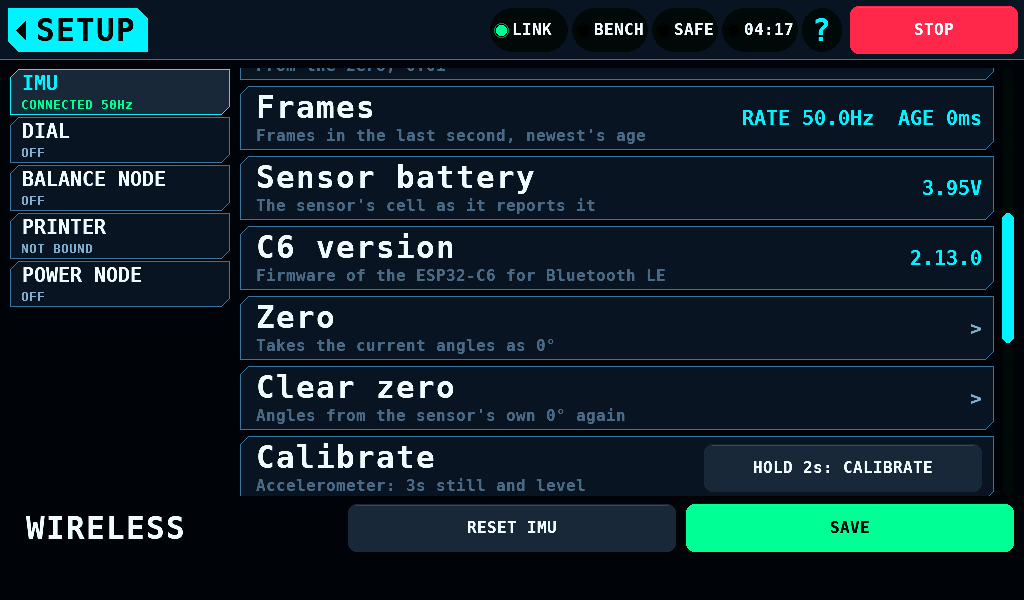 SETUP
LINK
BENCH
SAFE
04:17
?
STOP
IMU
CONNECTED 50Hz
DIAL
OFF
BALANCE NODE
OFF
PRINTER
NOT BOUND
POWER NODE
OFF
Frames
Frames in the last second, newest's age
RATE 50.0Hz AGE 0ms
Sensor battery
The sensor's cell as it reports it
3.95V
C6 version
Firmware of the ESP32-C6 for Bluetooth LE
2.13.0
Zero
Takes the current angles as 0°
>
Clear zero
Angles from the sensor's own 0° again
>
Calibrate
Accelerometer: 3s still and level
HOLD 2s: CALIBRATE
WIRELESS
RESET IMU
SAVE